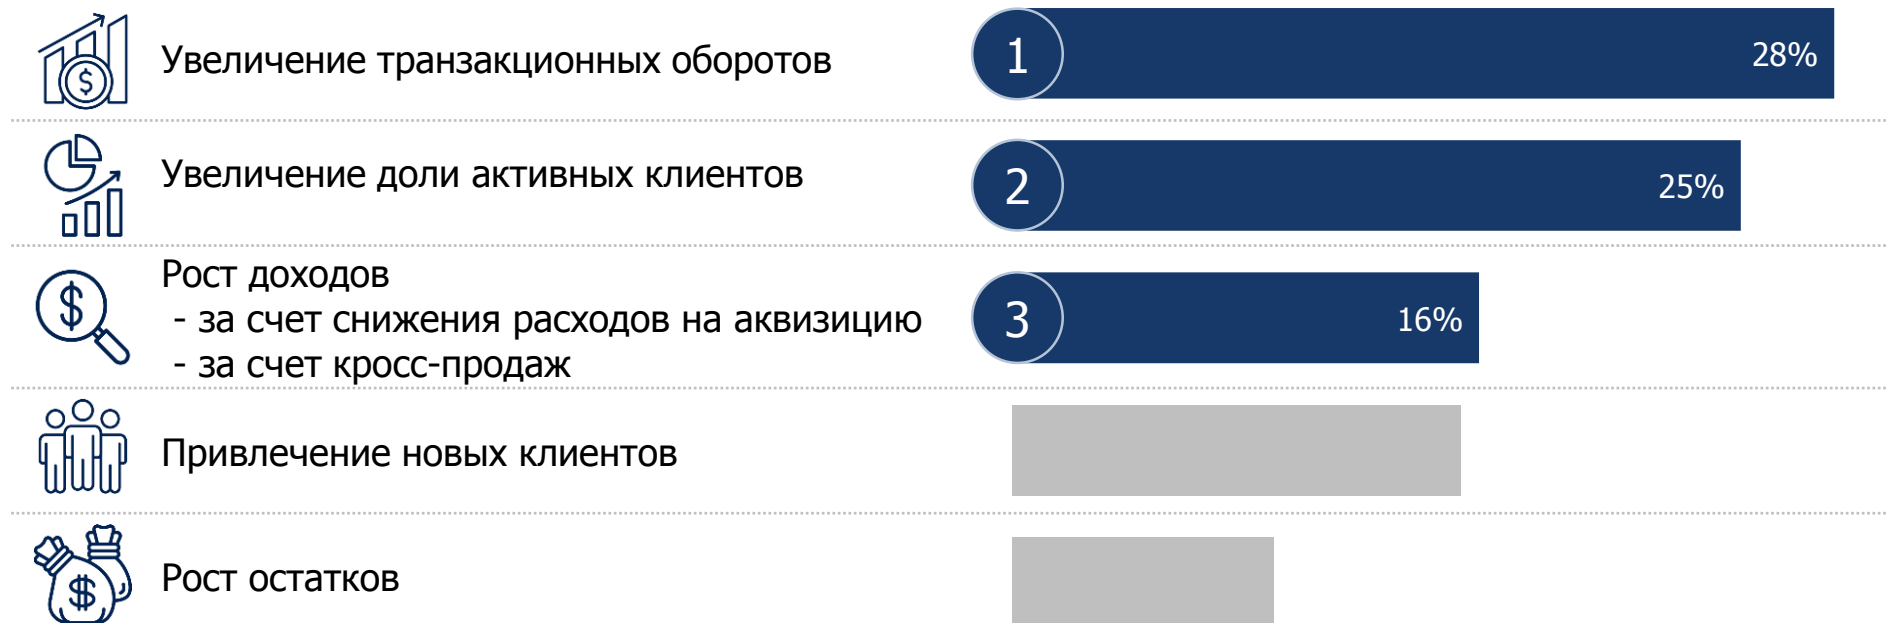 Увеличение транзакционных оборотов
1
28%
Увеличение доли активных клиентов
2
25%
Рост доходов
- за счет снижения расходов на аквизицию
- за счет кросс-продаж
3
16%
Привлечение новых клиентов
Рост остатков